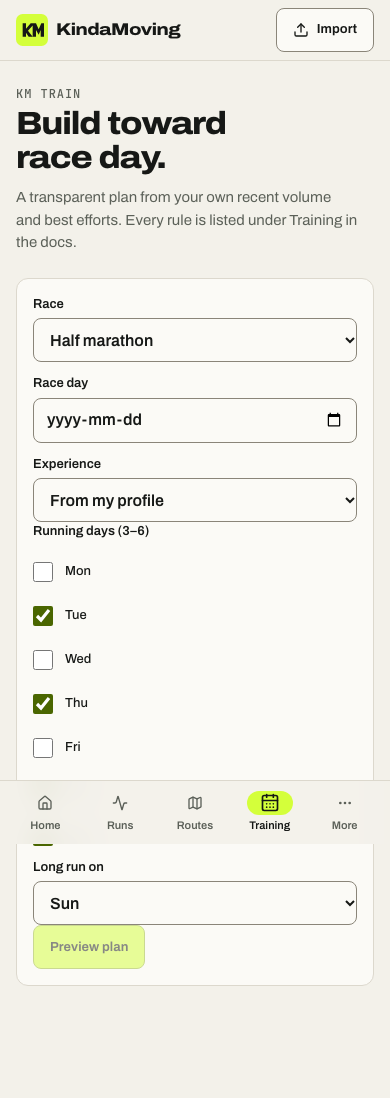 KM KindaMoving
Import
KM TRAIN
Build toward
race day.
A transparent plan from your own recent volume
and best efforts. Every rule is listed under Training in
the docs.
Race
Half marathon
Race day
yyyy-mm-dd
Experience
From my profile
Running days (3–6)
Mon
Tue
Wed
Thu
Fri
Home
Runs
Routes
Training
More
Long run on
Sun
Preview plan